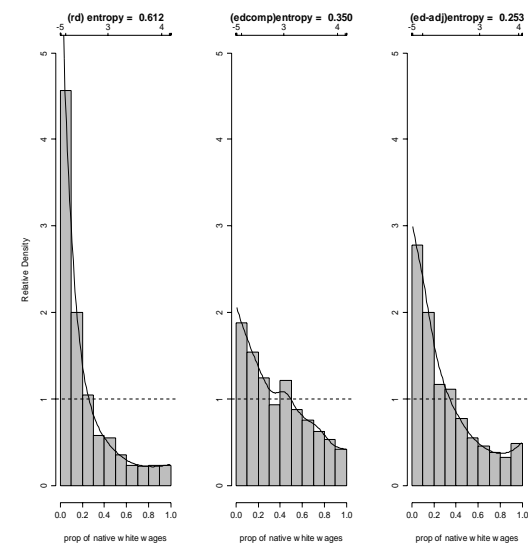 (rd) entropy = 0.612
-5 3 4
Relative Density
5
4
3
2
1
0
0.0 0.2 0.4 0.6 0.8 1.0
prop of native white wages
(edcomp)entropy = 0.350
-5 3 4
5
4
3
2
1
0
0.0 0.2 0.4 0.6 0.8 1.0
prop of native white wages
(ed-adj)entropy = 0.253
-5 3 4
5
4
3
2
1
0
0.0 0.2 0.4 0.6 0.8 1.0
prop of native white wages